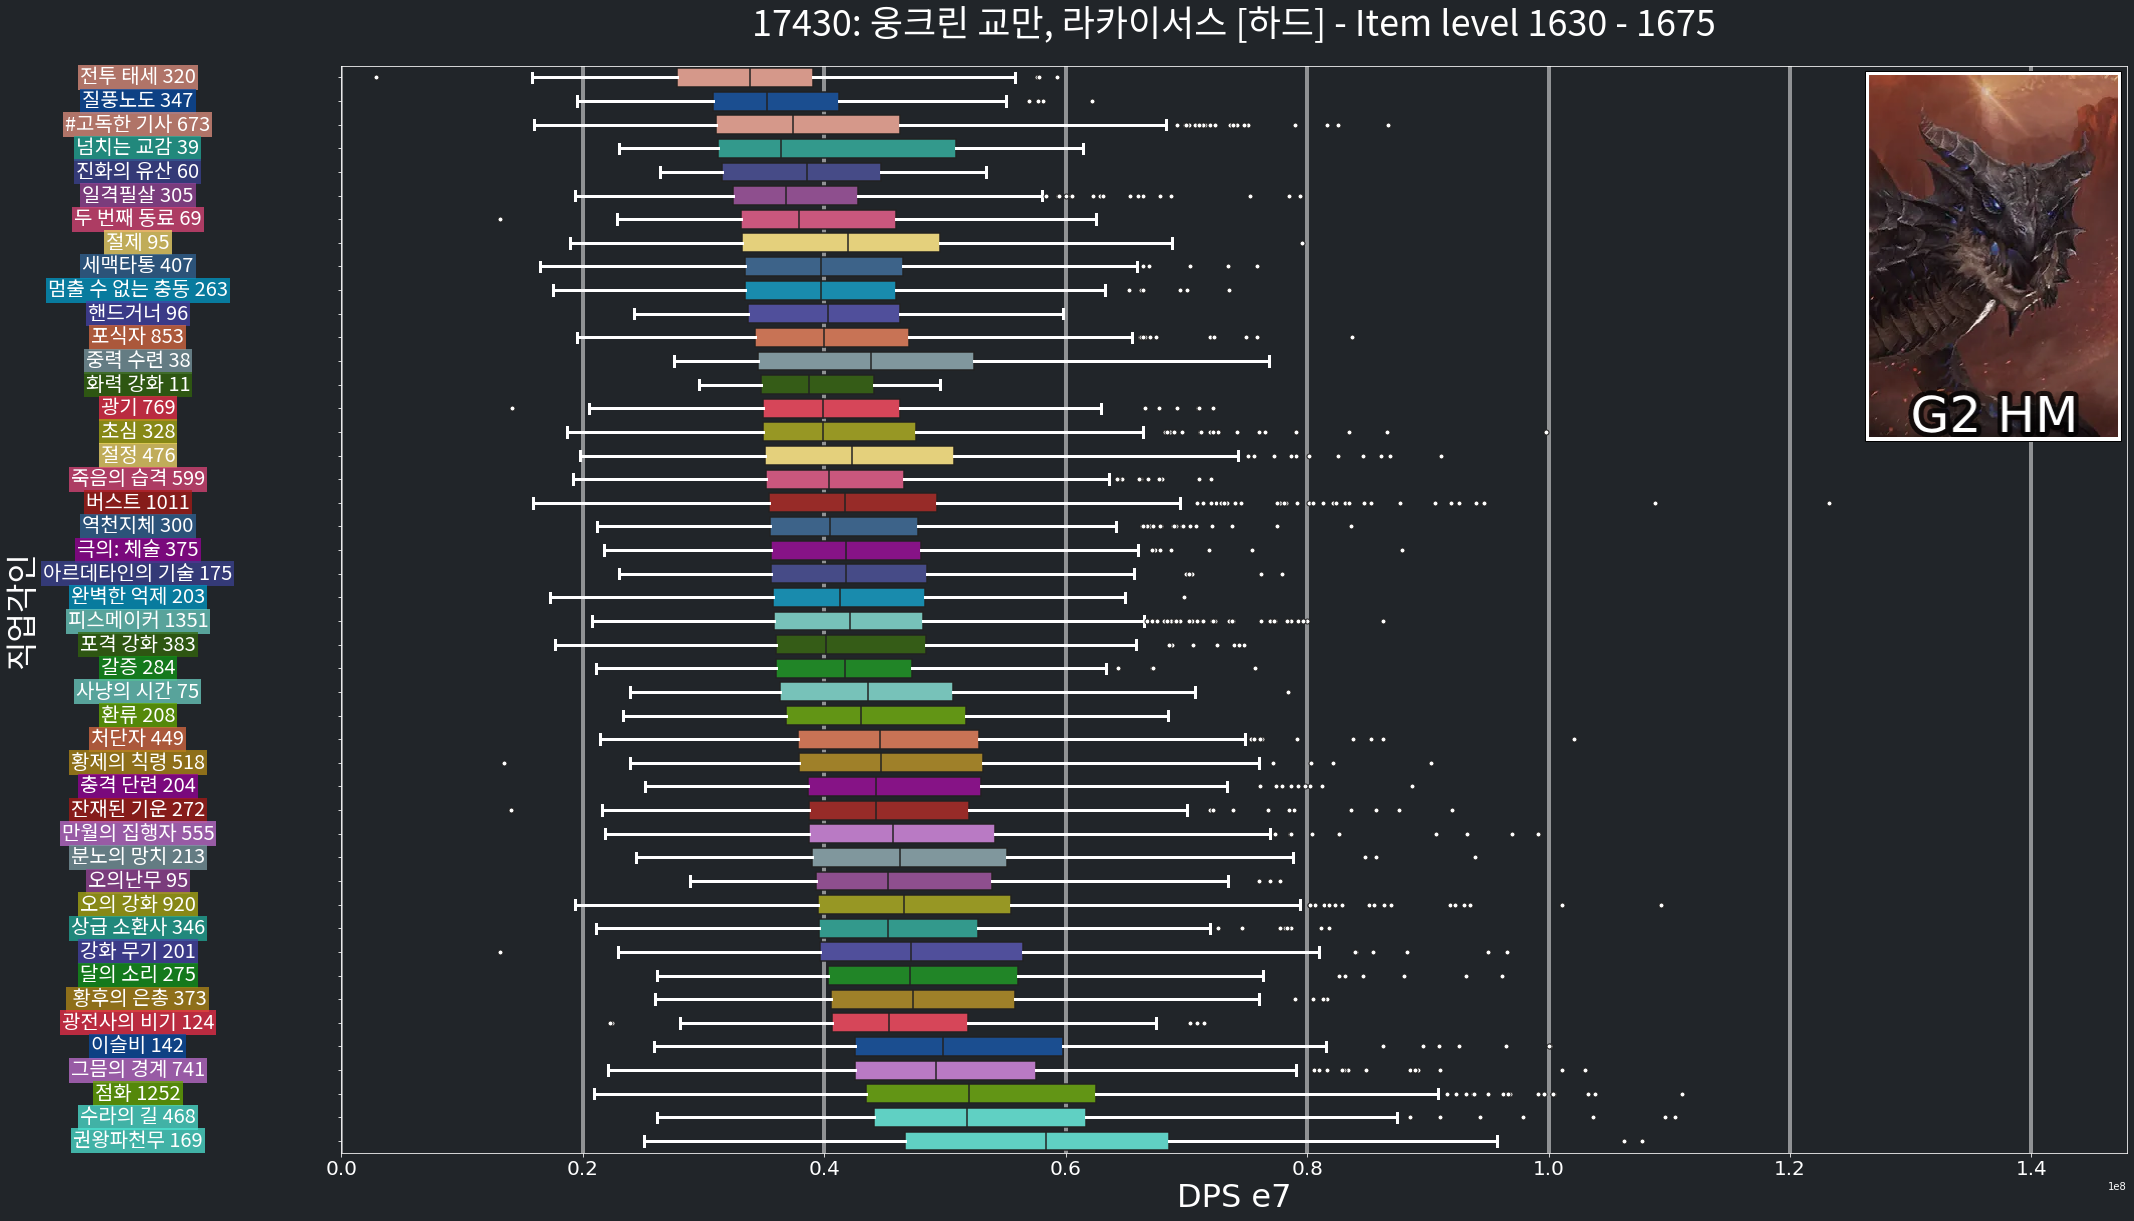 17430: 웅크린 교만, 라카이서스 [하드] - Item level 1630 - 1675
전투 태세 320
질풍노도 347
#고독한 기사 673
넘치는 교감 39
진화의 유산 60
일격필살 305
두 번째 동료 69
절제 95
세맥타통 407
멈출 수 없는 충동 263
핸드거너 96
포식자 853
중력 수련 38
화력 강화 11
광기 769
초심 328
절정 476
죽음의 습격 599
버스트 1011
역천지체 300
극의: 체술 375
아르데타인의 기술 175
완벽한 억제 203
피스메이커 1351
포격 강화 383
갈증 284
사냥의 시간 75
환류 208
처단자 449
황제의 칙령 518
충격 단련 204
잔재된 기운 272
만월의 집행자 555
분노의 망치 213
오의난무 95
오의 강화 920
상급 소환사 346
강화 무기 201
달의 소리 275
황후의 은총 373
광전사의 비기 124
이슬비 142
그믐의 경계 741
점화 1252
수라의 길 468
권왕파천무 169
직업각인
G2 HM
0.0 0.2 0.4 0.6 0.8 1.0 1.2 1.4
DPS e7
1e8